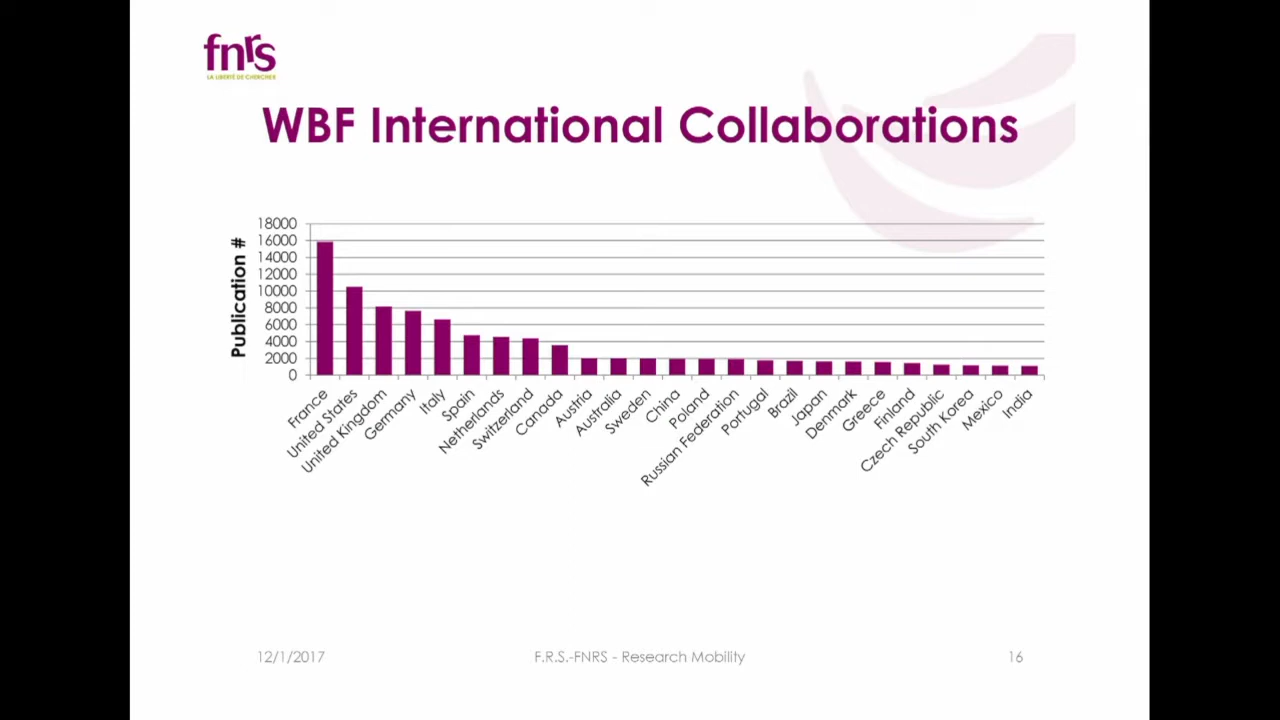 fnrs
LA LIBERTÉ DE CHERCHER
WBF International Collaborations
Publication #
18000
16000
14000
12000
10000
8000
6000
4000
2000
0
France
United States
United Kingdom
Germany
Italy
Spain
Netherlands
Switzerland
Canada
Austria
Australia
Sweden
China
Poland
Russian Federation
Portugal
Brazil
Japan
Denmark
Greece
Finland
Czech Republic
South Korea
Mexico
India
12/1/2017
F.R.S.-FNRS - Research Mobility
16